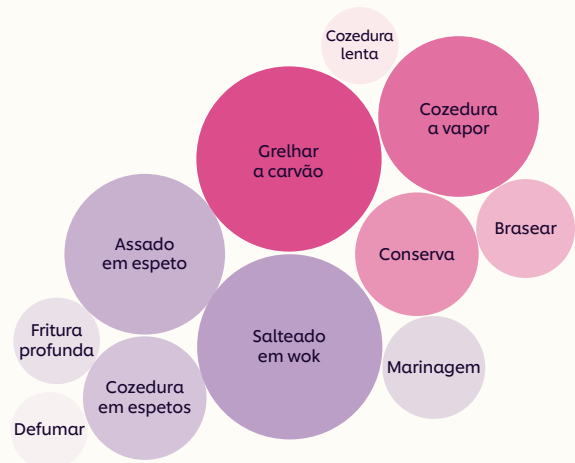 Cozedura
lenta
Cozedura
a vapor
Grelhar
a carvão
Brasear
Conserva
Assado
em espeto
Salteado
em wok
Fritura
profunda
Marinagem
Cozedura
em espetos
Defumar